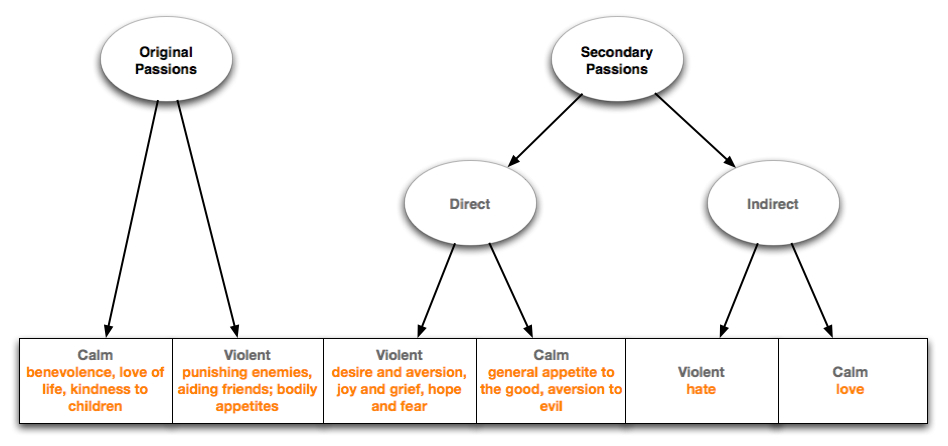 Original
Passions
Secondary
Passions
Direct
Indirect
Calm
benevolence, love of
life, kindness to
children
Violent
punishing enemies,
aiding friends; bodily
appetites
Violent
desire and aversion,
joy and grief, hope
and fear
Calm
general appetite to
the good, aversion to
evil
Violent
hate
Calm
love